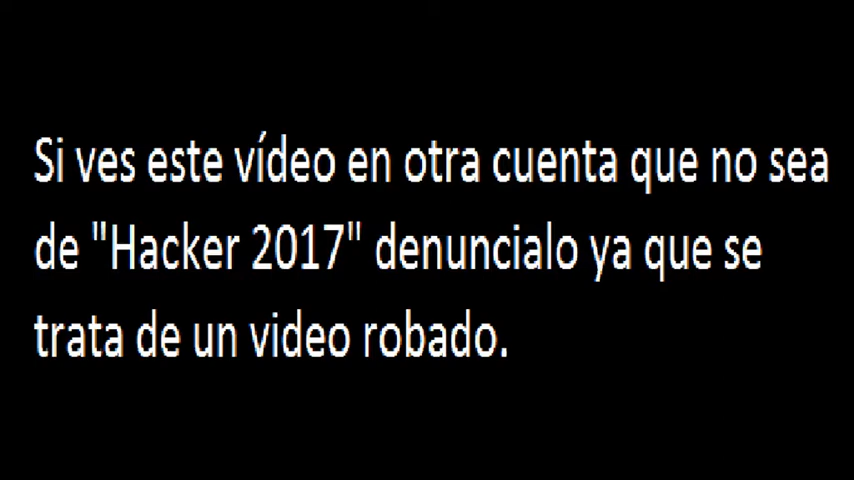 Si ves este vídeo en otra cuenta que no sea
de "Hacker 2017" denuncialo ya que se
trata de un video robado.